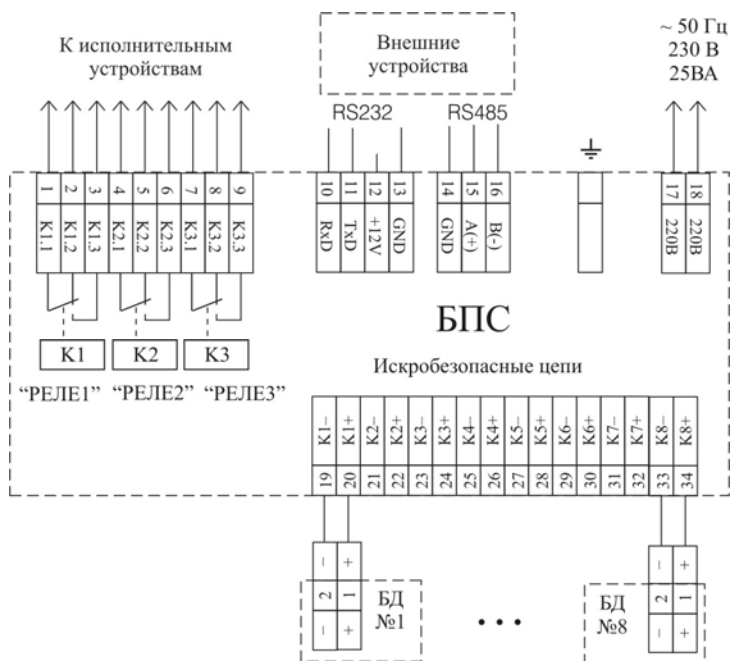 К исполнительным
устройствам
Внешние
устройства
~ 50 Гц
230 В
25ВА
RS232
RS485
1 2 3 4 5 6 7 8 9
K1.1 K1.2 K1.3 K2.1 K2.2 K2.3 K3.1 K3.2 K3.3
10 11 12 13
RxD TxD +12V GND
14 15 16
GND A(+) B(-)
17 18
220В 220В
БПС
K1 K2 K3
“РЕЛЕ1” “РЕЛЕ2” “РЕЛЕ3”
Искробезопасные цепи
K1– K1+ K2– K2+ K3– K3+ K4– K4+ K5– K5+ K6– K6+ K7– K7+ K8– K8+
19 20 21 22 23 24 25 26 27 28 29 30 31 32 33 34
– +
2 1
– +
БД
№1
• • •
БД
№8
– +
2 1
– +